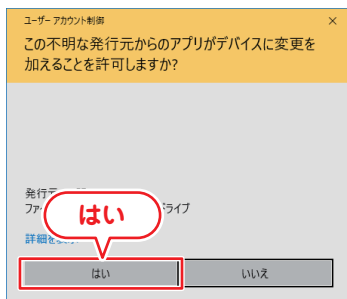 ユーザー アカウント制御
この不明な発行元からのアプリがデバイスに変更を
加えることを許可しますか?
発行元
ファ
ドライブ
はい
詳細を
はい
いいえ